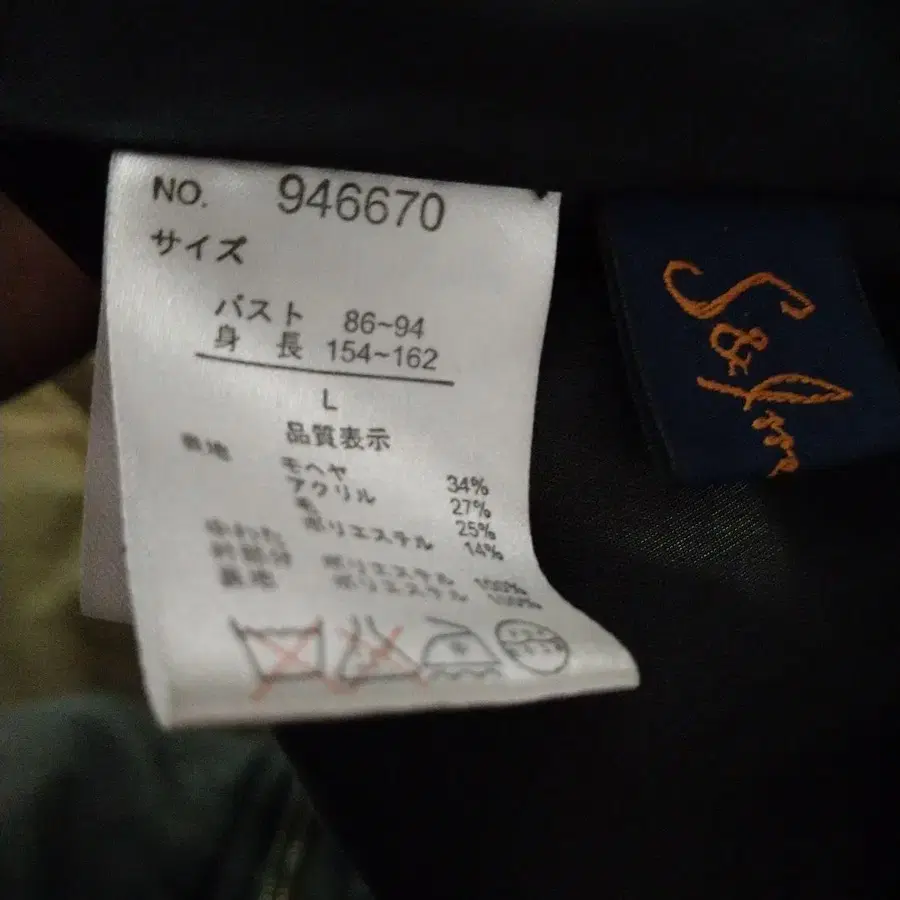 NO. 946670
サイズ
バスト 86~94
身 長 154~162
L
品質表示
表地 モヘヤ 34%
アクリル 27%
毛 25%
ポリエステル 14%
中わた
肘部分 ポリエステル 100%
裏地 ポリエステル 100%
S&